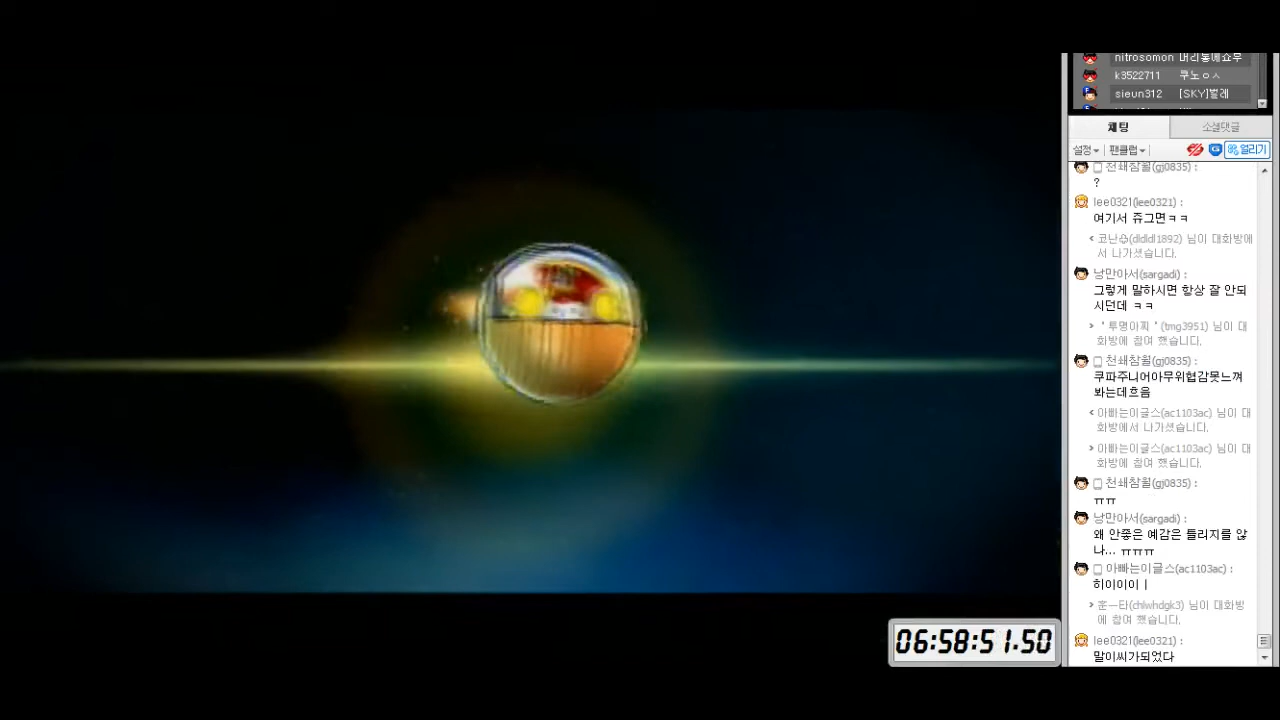 nitrosomon 머리통에쇼부
k3522711 쿠노ㅇㅅ
sieun312 [SKY]벌레
채팅 소셜댓글
설정 팬클럽 얼리기
천쇄참월(gj0835) :
?
lee0321(lee0321) :
여기서 쥬그면ㅋㅋ
님이 대화방에
서 나가셨습니다.
낭만아서(sargadi) :
그렇게 말하시면 항상 잘 안되
시던데 ㅋㅋ
' 투명아찌 ' (tmg3951) 님이 대
화방에 참여 했습니다.
천쇄참월(gj0835) :
쿠파주니어아무위협감못느껴
봐는데흐음
아빠는이글스(ac1103ac) 님이 대
화방에서 나가셨습니다.
아빠는이글스(ac1103ac) 님이 대
화방에 참여 했습니다.
천쇄참월(gj0835) :
ㅠㅠ
낭만아서(sargadi) :
왜 안좋은 예감은 틀리지를 않
나... ㅠㅠㅠ
아빠는이글스(ac1103ac) :
히이이이ㅣ
훈ㅡ타(chlwhdgk3) 님이 대화방
에 참여 했습니다.
lee0321(lee0321) :
말이씨가되었다
06:58:51.50